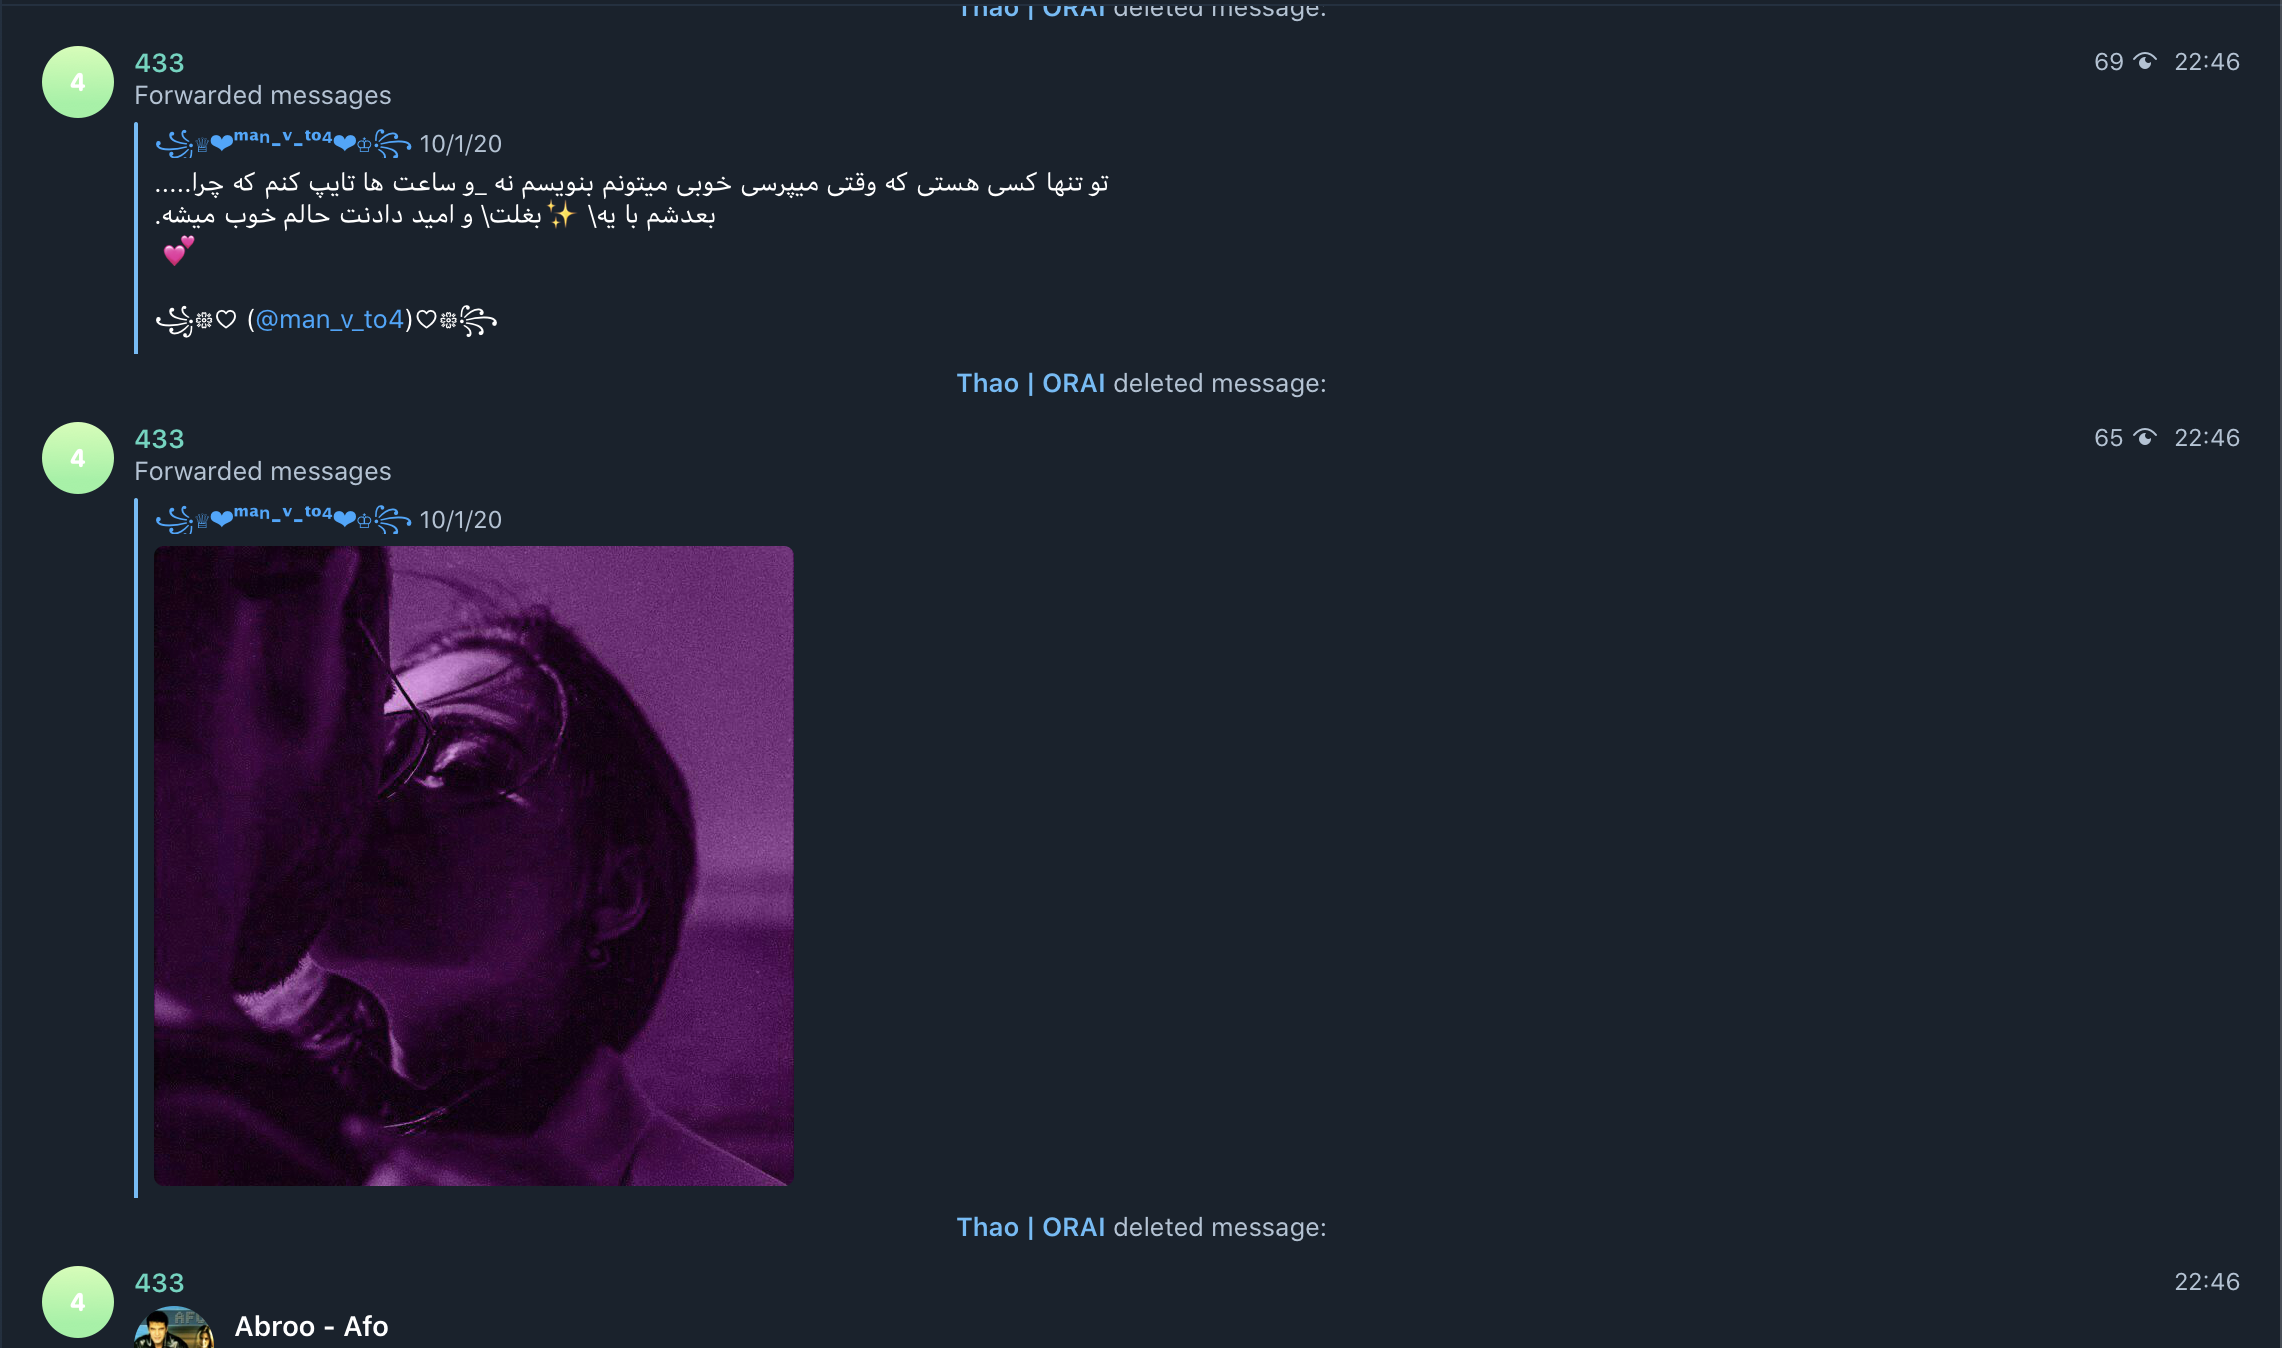 Thao | ORAI deleted message:
4
433
69 22:46
Forwarded messages
꧁♕❤ᵐᵃⁿ_ᵛ_ᵗᵒ⁴❤♔꧂ 10/1/20
تو تنها کسی هستی که وقتی میپرسی خوبی میتونم بنویسم نه _و ساعت ها تایپ کنم که چرا.....
بعدشم با یه\ ✨بغلت\ و امید دادنت حالم خوب میشه.
💕
꧁፨♡ (@man_v_to4)♡፨꧂
Thao | ORAI deleted message:
4
433
65 22:46
Forwarded messages
꧁♕❤ᵐᵃⁿ_ᵛ_ᵗᵒ⁴❤♔꧂ 10/1/20
Thao | ORAI deleted message:
4
433
22:46
Abroo - Afo